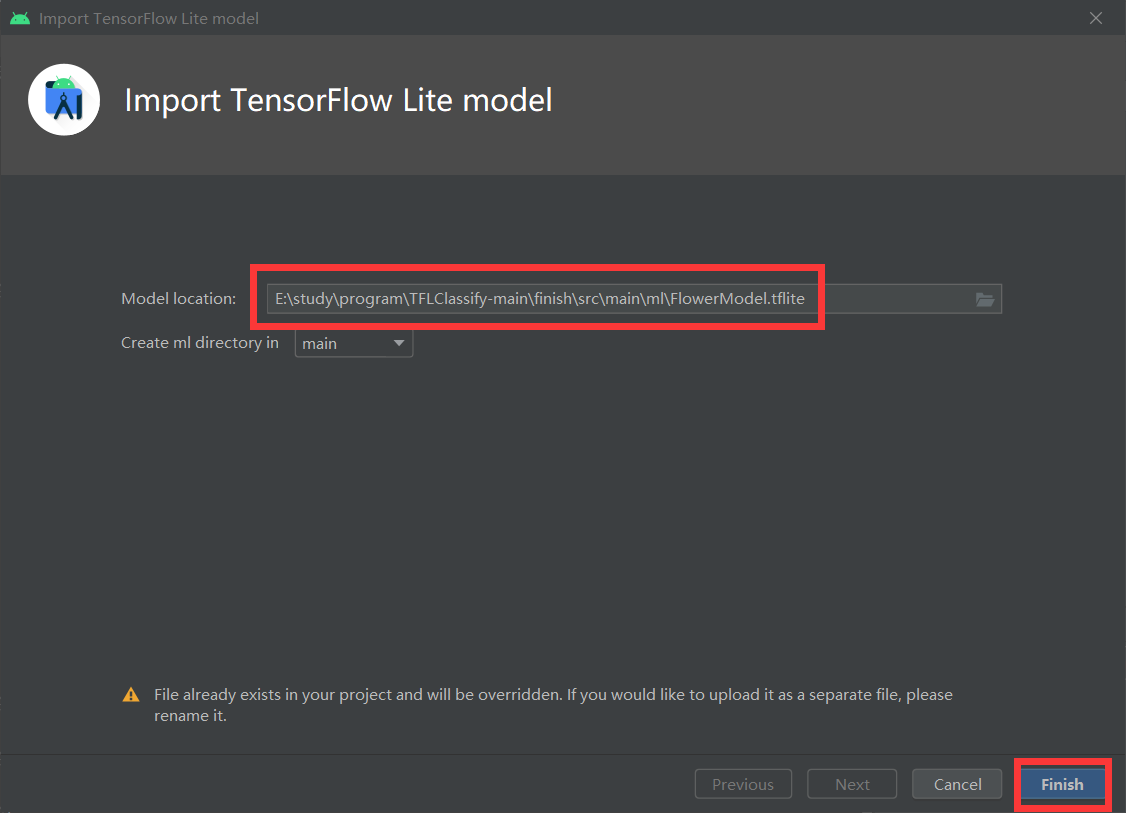 Import TensorFlow Lite model
Import TensorFlow Lite model
Model location: E:\study\program\TFLClassify-main\finish\src\main\ml\FlowerModel.tflite
Create ml directory in main
File already exists in your project and will be overridden. If you would like to upload it as a separate file, please
rename it.
Previous Next Cancel Finish